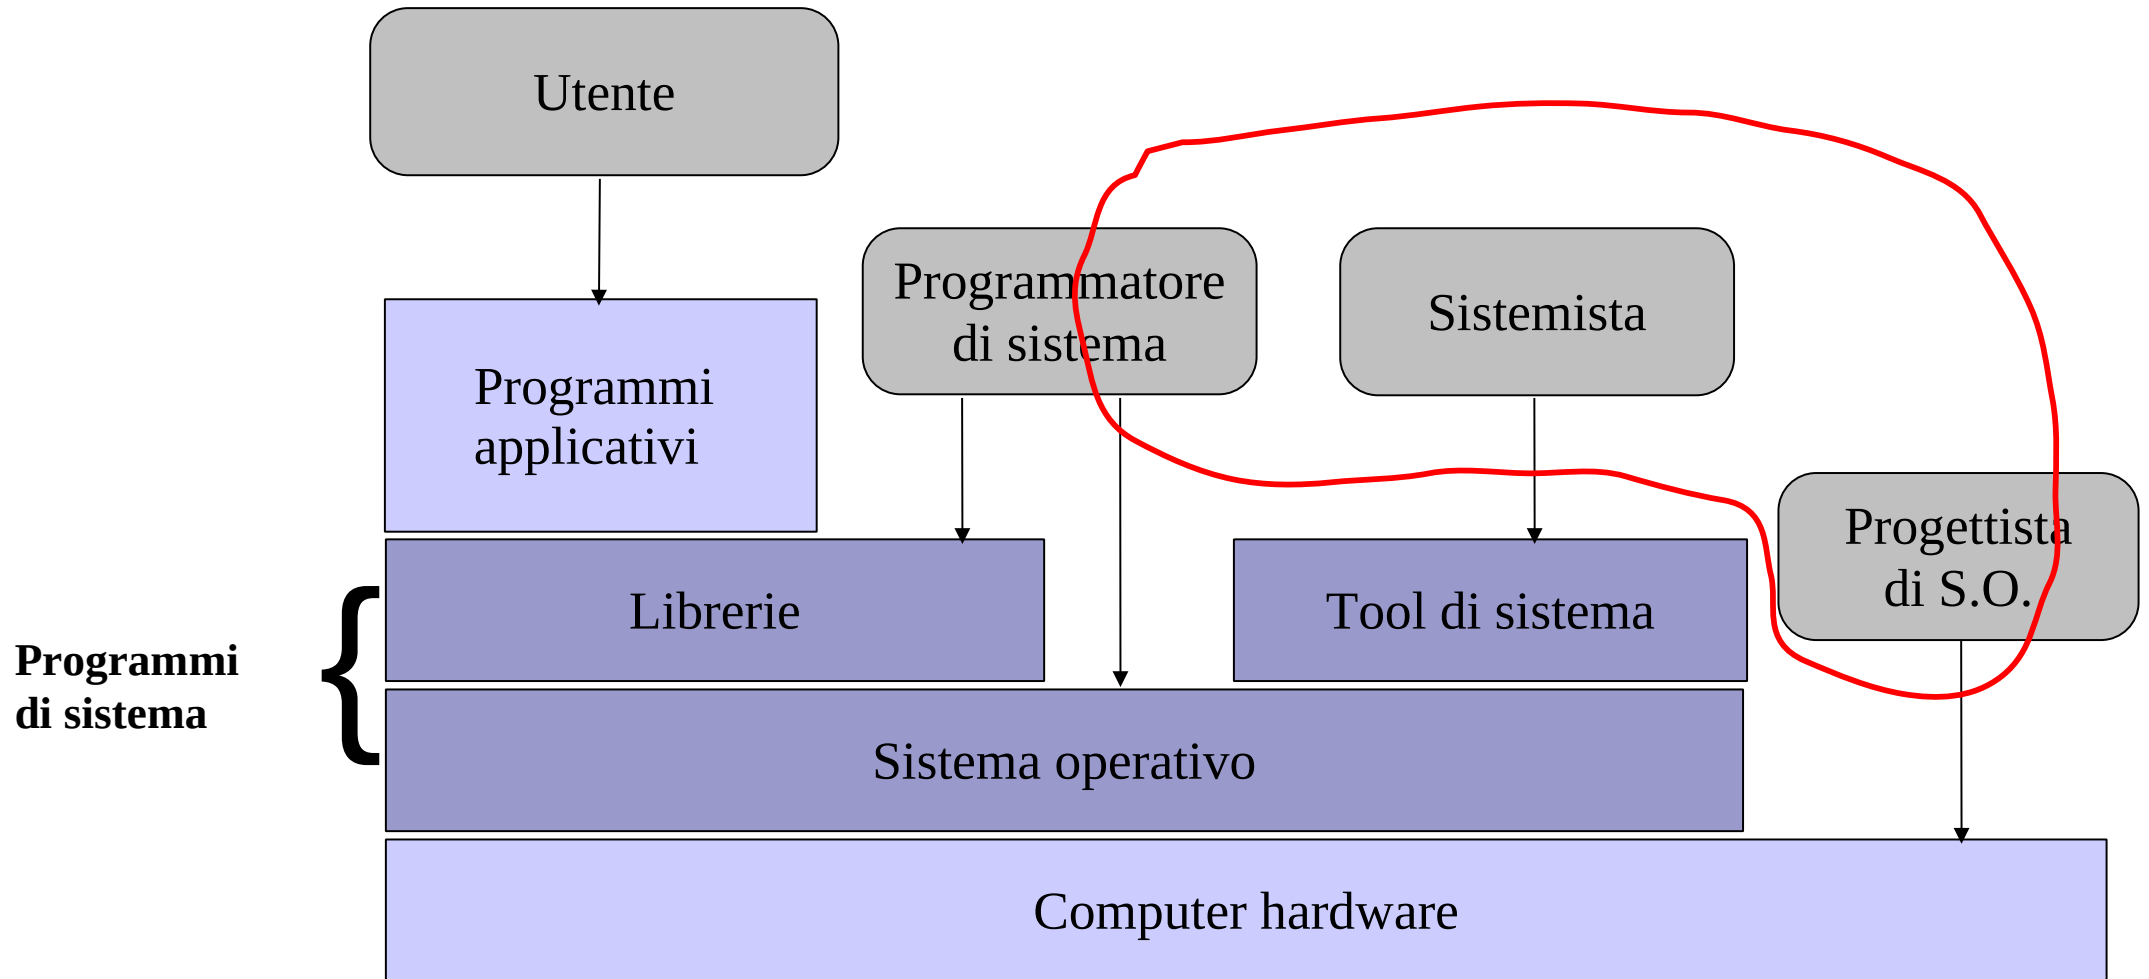 Utente
Programmatore
di sistema
Sistemista
Programmi
applicativi
Progettista
di S.O.
Librerie
Tool di sistema
Programmi
di sistema
{
Sistema operativo
Computer hardware